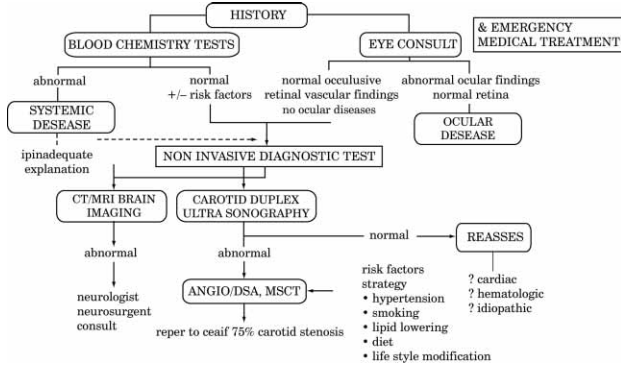 HISTORY
& EMERGENCY
MEDICAL TREATMENT
BLOOD CHEMISTRY TESTS
EYE CONSULT
abnormal
normal
+/– risk factors
normal occulusive
retinal vascular findings
no ocular diseases
abnormal ocular findings
normal retina
SYSTEMIC
DESEASE
OCULAR
DESEASE
ipinadequate
explanation
NON INVASIVE DIAGNOSTIC TEST
CT/MRI BRAIN
IMAGING
CAROTID DUPLEX
ULTRA SONOGRAPHY
normal
REASSES
abnormal
abnormal
? cardiac
? hematologic
? idiopathic
neurologist
neurosurgent
consult
ANGIO/DSA, MSCT
risk factors
strategy
• hypertension
• smoking
• lipid lowering
• diet
• life style modification
reper to ceaif 75% carotid stenosis